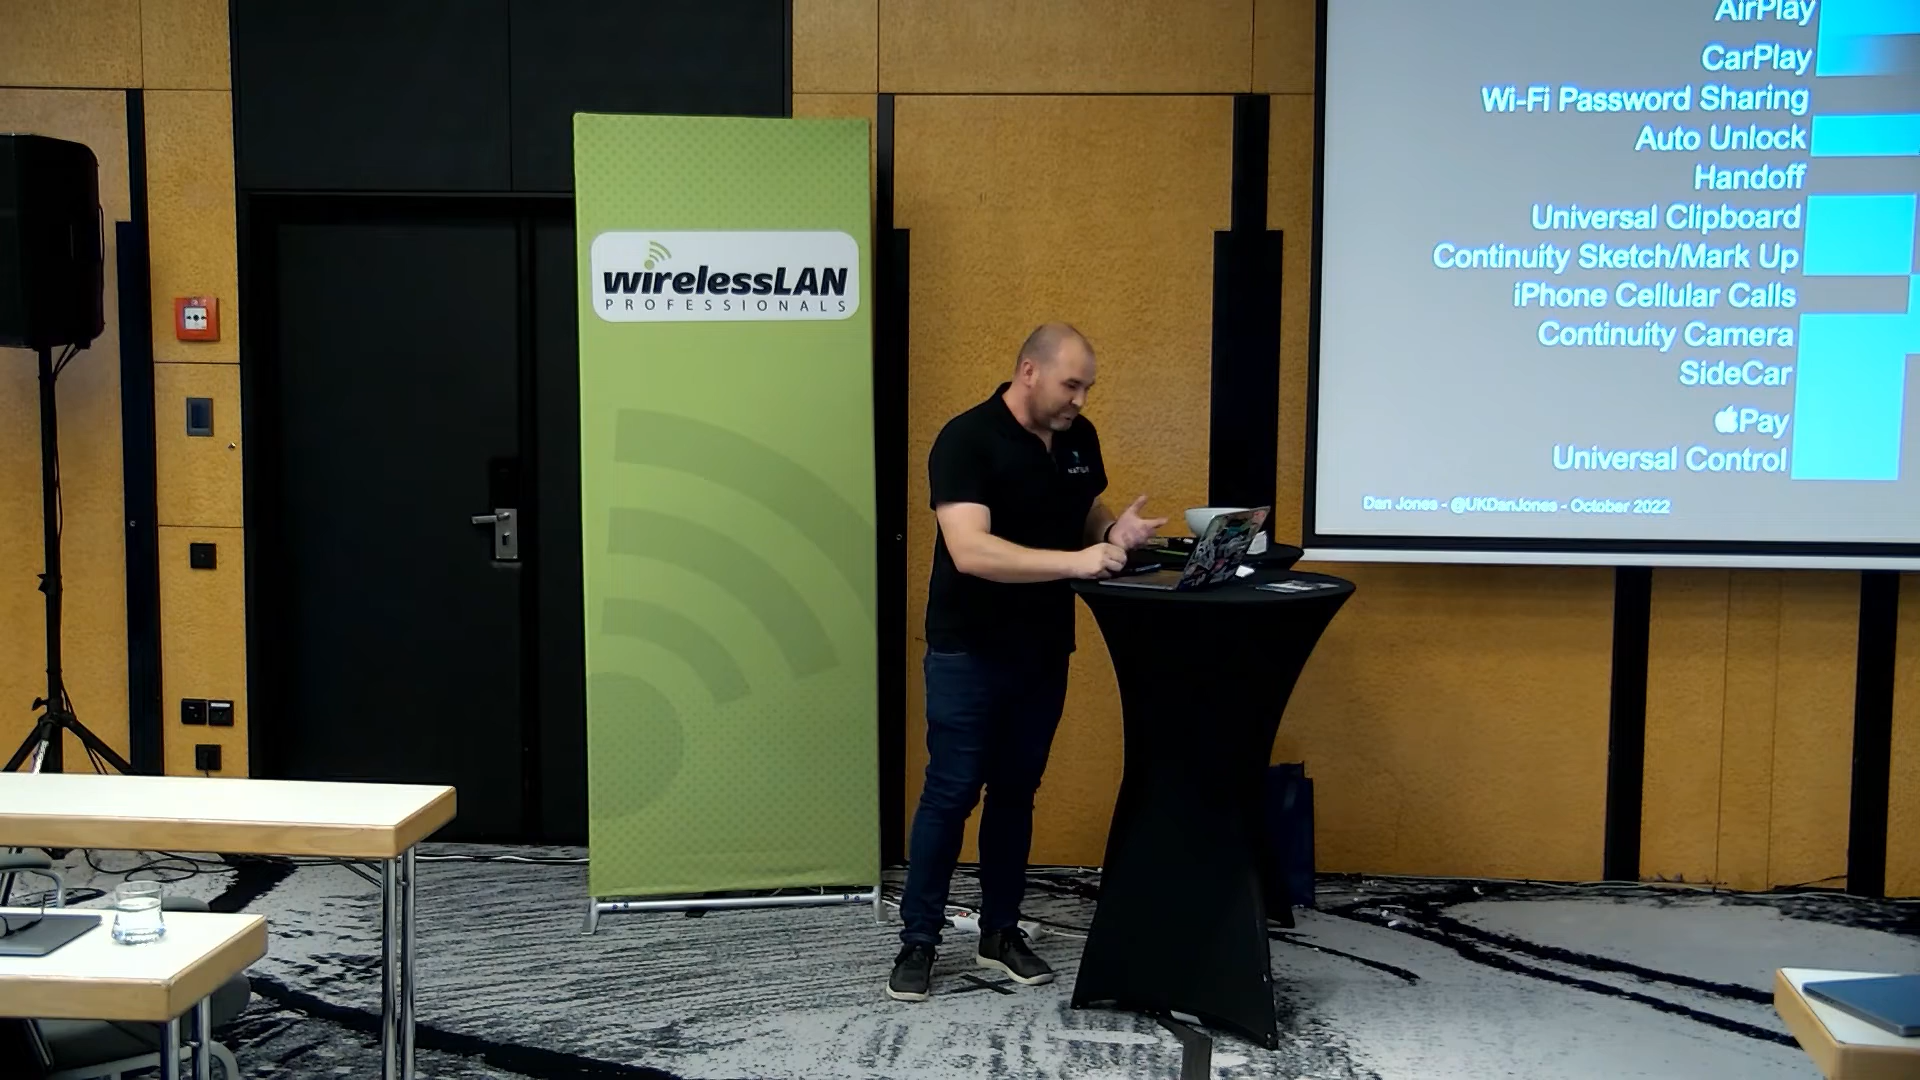 wirelessLAN
PROFESSIONALS
AirPlay
CarPlay
Wi-Fi Password Sharing
Auto Unlock
Handoff
Universal Clipboard
Continuity Sketch/Mark Up
iPhone Cellular Calls
Continuity Camera
SideCar
Pay
Universal Control
Dan Jones - @UKDanJones - October 2022